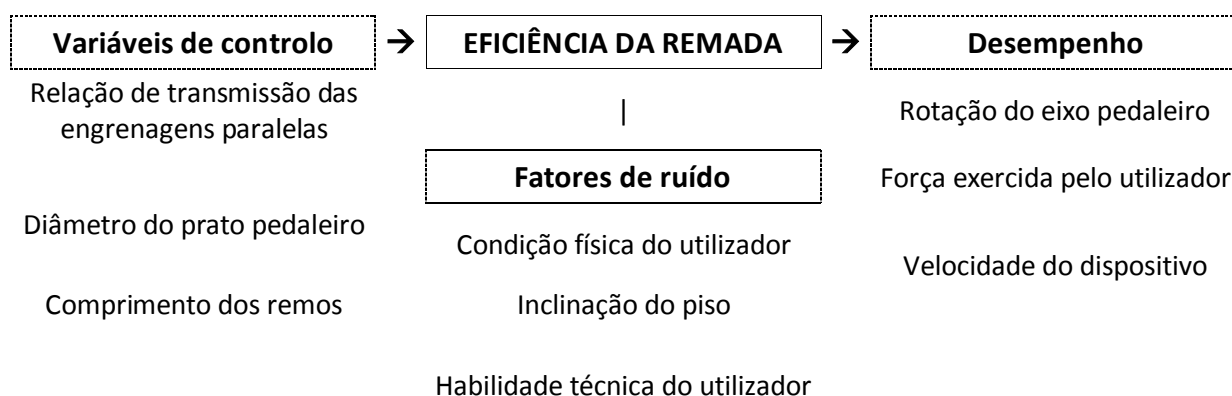 Variáveis de controlo → EFICIÊNCIA DA REMADA → Desempenho
Relação de transmissão das
engrenagens paralelas
Diâmetro do prato pedaleiro
Comprimento dos remos
|
Fatores de ruído
Condição física do utilizador
Inclinação do piso
Habilidade técnica do utilizador
Rotação do eixo pedaleiro
Força exercida pelo utilizador
Velocidade do dispositivo